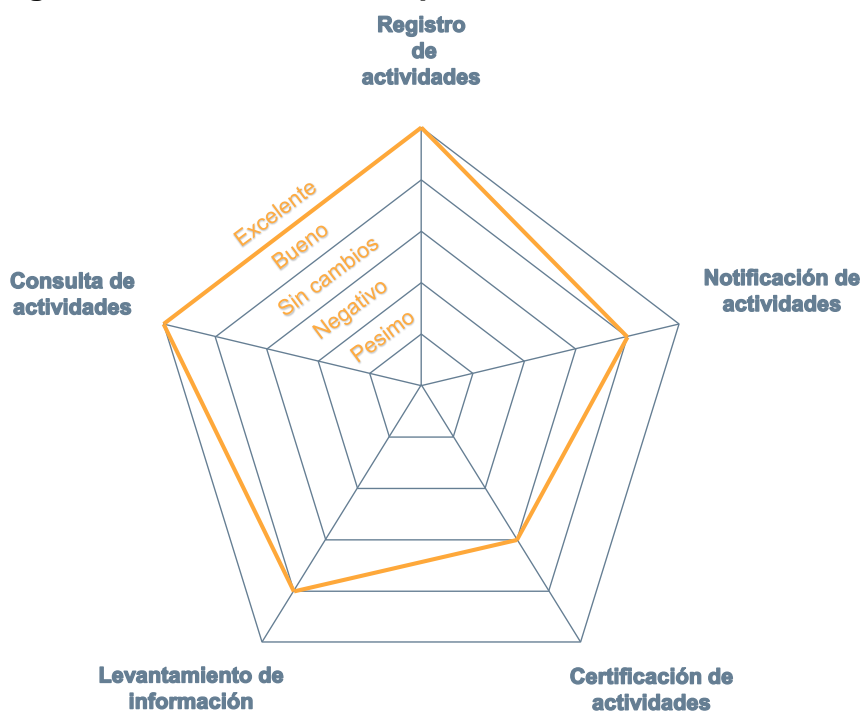 Registro
de
actividades
Excelente
Bueno
Sin cambios
Negativo
Pesimo
Consulta de
actividades
Notificación de
actividades
Levantamiento de
información
Certificación de
actividades